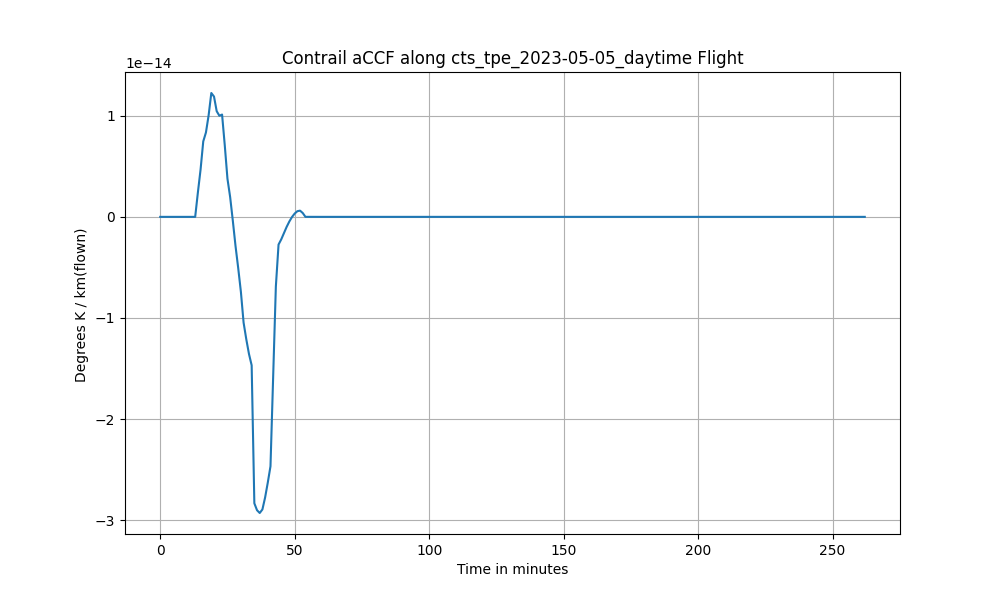 Contrail aCCF along cts_tpe_2023-05-05_daytime Flight
1e−14
1
0
−1
−2
−3
Degrees K / km(flown)
0 50 100 150 200 250
Time in minutes